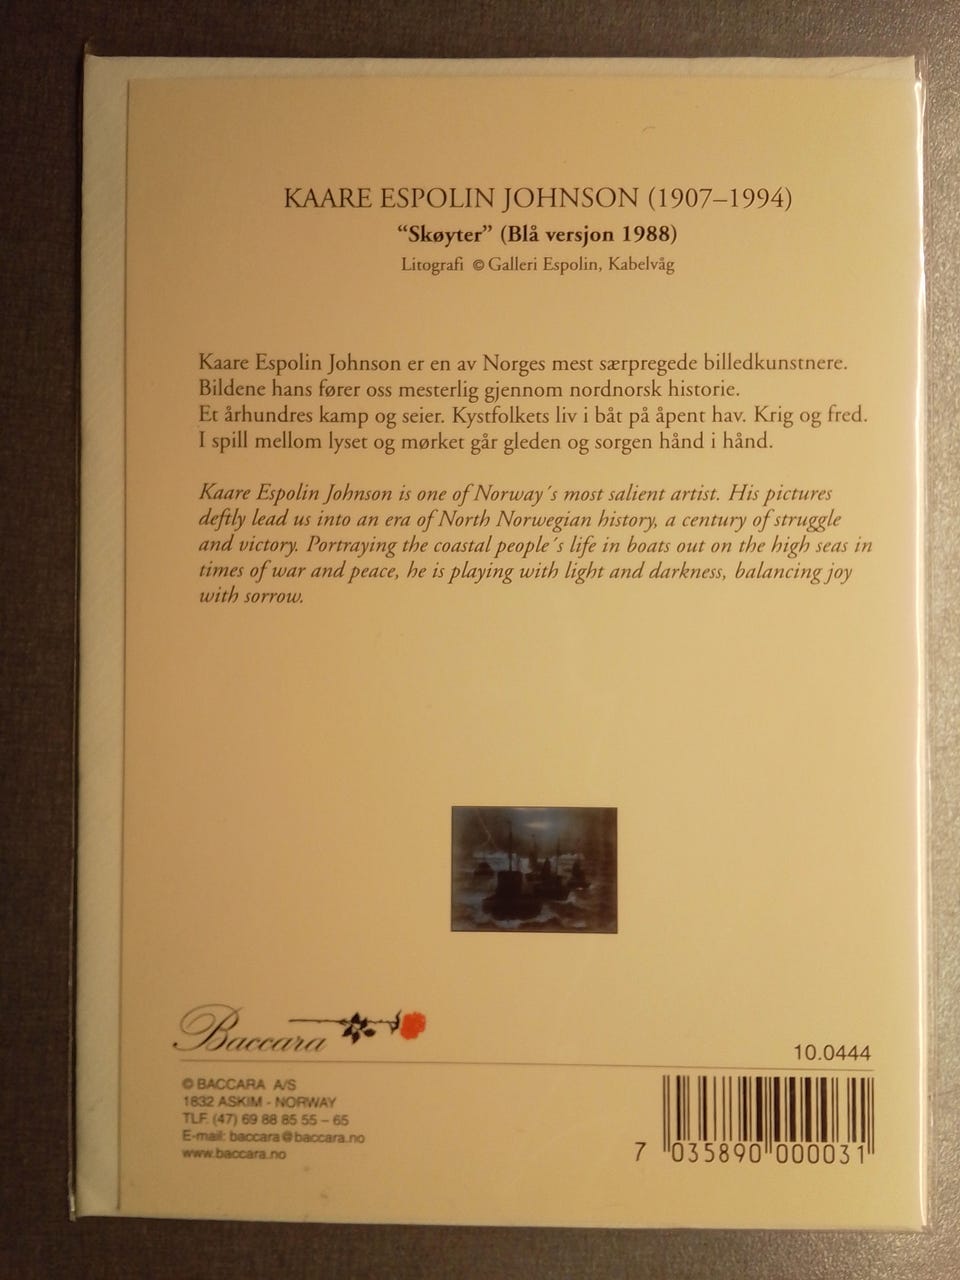 KAARE ESPOLIN JOHNSON (1907–1994)
“Skøyter” (Blå versjon 1988)
Litografi © Galleri Espolin, Kabelvåg
Kaare Espolin Johnson er en av Norges mest særpregede billedkunstnere.
Bildene hans fører oss mesterlig gjennom nordnorsk historie.
Et århundres kamp og seier. Kystfolkets liv i båt på åpent hav. Krig og fred.
I spill mellom lyset og mørket går gleden og sorgen hånd i hånd.
Kaare Espolin Johnson is one of Norway´s most salient artist. His pictures
deftly lead us into an era of North Norwegian history, a century of struggle
and victory. Portraying the coastal people´s life in boats out on the high seas in
times of war and peace, he is playing with light and darkness, balancing joy
with sorrow.
Baccara
10.0444
© BACCARA A/S
1832 ASKIM - NORWAY
TLF. (47) 69 88 85 55 – 65
E-mail: baccara@baccara.no
www.baccara.no
7 035890 000031